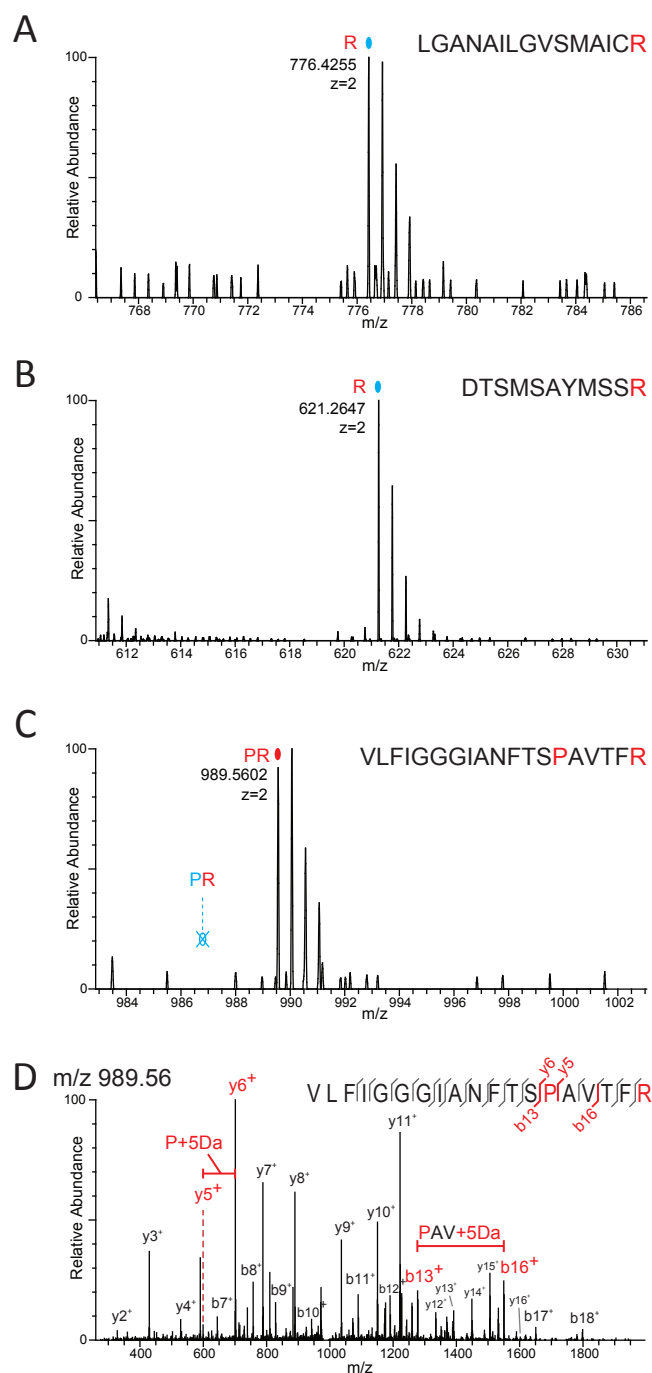 A
R
LGANAILGVSMAICR
776.4255
z=2
100
Relative Abundance
0
768 770 772 774 776 778 780 782 784 786
m/z
B
R
DTSMSAYMSSR
621.2647
z=2
100
Relative Abundance
0
612 614 616 618 620 622 624 626 628 630
m/z
C
PR
VLFIGGGIANFTSPAVTFR
989.5602
z=2
100
Relative Abundance
PR
0
984 986 988 990 992 994 996 998 1000 1002
m/z
D
m/z 989.56
VLFIGGGIANFTSPAVTFR
y6 y5
b13 b16
100
Relative Abundance
y6+
P+5Da
y5+
y11+
y7+
y8+
y10+
y9+
PAV+5Da
y3+
b8+
b9+
b11+
b12+
b13+
y15+
b16+
y2+
y4+
b7+
b10+
y12+
y13+
y14+
y16+
b17+
b18+
0
400 600 800 1000 1200 1400 1600 1800
m/z